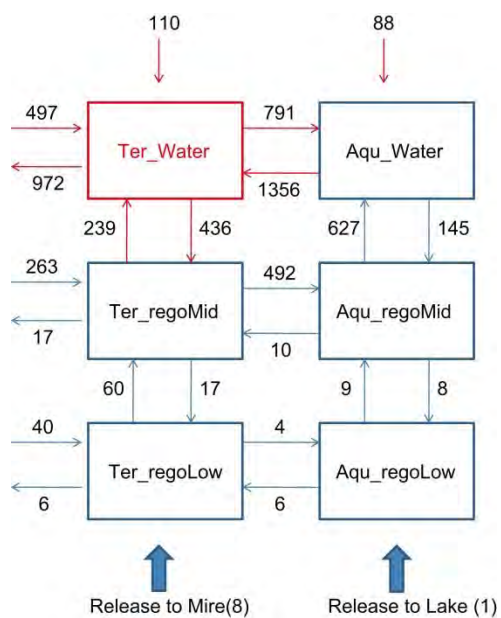 110 88
497 791
Ter_Water Aqu_Water
972 1356
239 436 627 145
263 492
Ter_regoMid Aqu_regoMid
17 10
60 17 9 8
40 4
Ter_regoLow Aqu_regoLow
6 6
Release to Mire(8) Release to Lake (1)